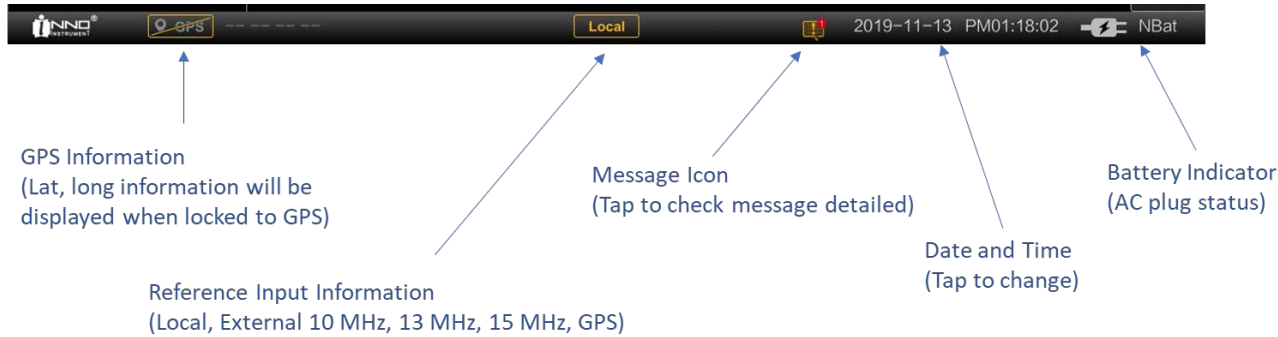 INNO® INSTRUMENT GPS -- -- -- -- -- Local 1 2019-11-13 PM01:18:02 NBat
GPS Information
(Lat, long information will be
displayed when locked to GPS)
Message Icon
(Tap to check message detailed)
Battery Indicator
(AC plug status)
Date and Time
(Tap to change)
Reference Input Information
(Local, External 10 MHz, 13 MHz, 15 MHz, GPS)